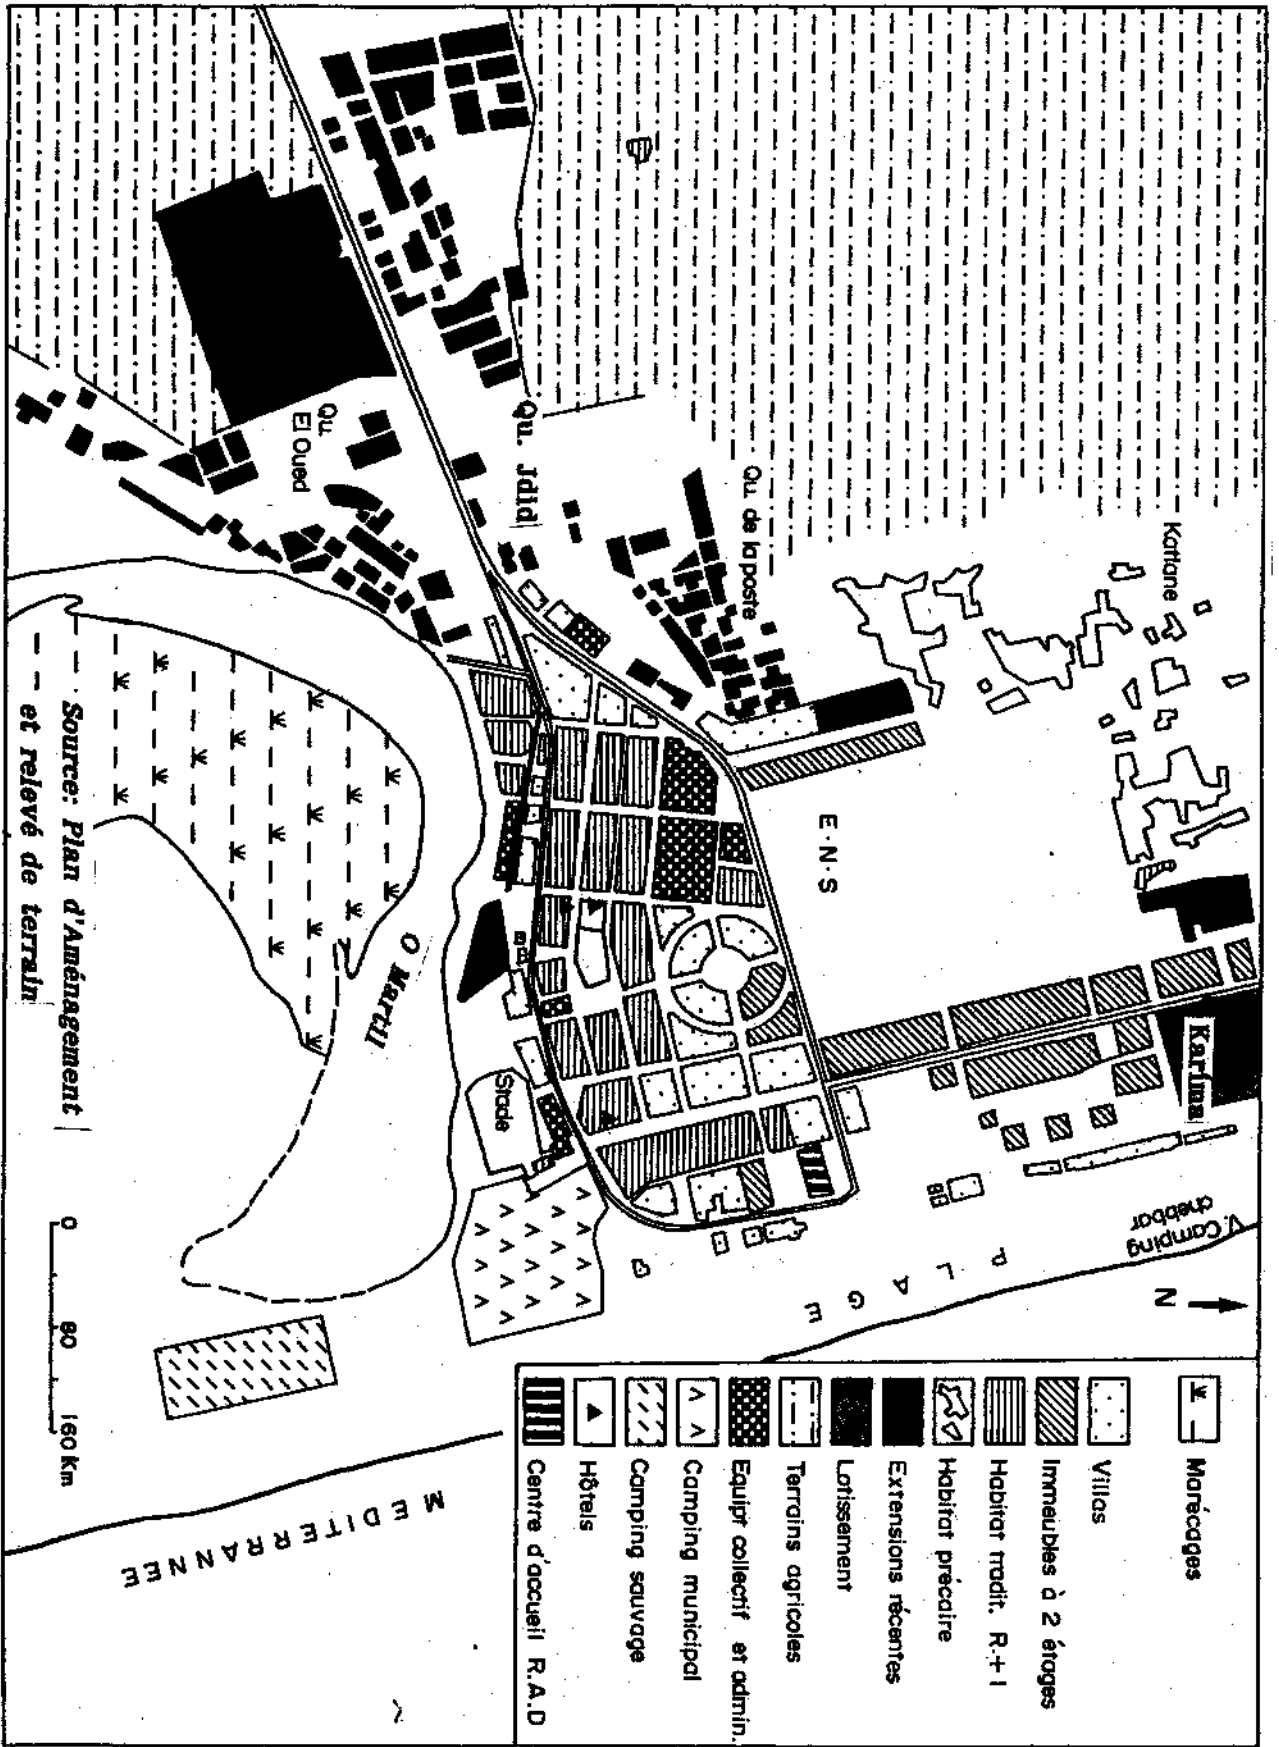 Kattane
Qu. de la poste
Qu. Jdid
Qu.
El Oued
E.N.S
Karima
V. Camping
chebbar
N
PLAGE
Stade
O Martil
MEDITERRANNEE
Source: Plan d'Aménagement
et relevé de terrain
0 80 160 Km
Marécages
Villas
Immeubles à 2 étages
Habitat tradit. R.+1
Habitat précaire
Extensions récentes
Lotissement
Terrains agricoles
Equipt collectif et admin.
Camping municipal
Camping sauvage
Hôtels
Centre d'accueil R.A.D